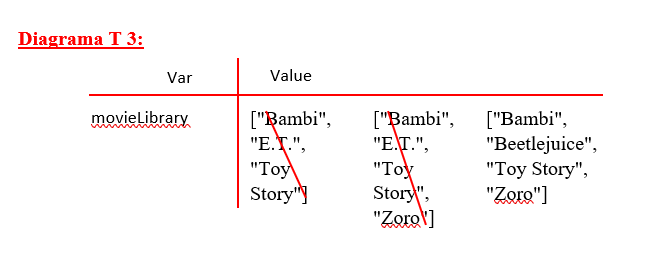 Diagrama T 3:
Var Value
movieLibrary ["Bambi", ["Bambi", ["Bambi",
"E.T.", "E.T.", "Beetlejuice",
"Toy "Toy "Toy Story",
Story"] Story", "Zoro"]
"Zoro"]